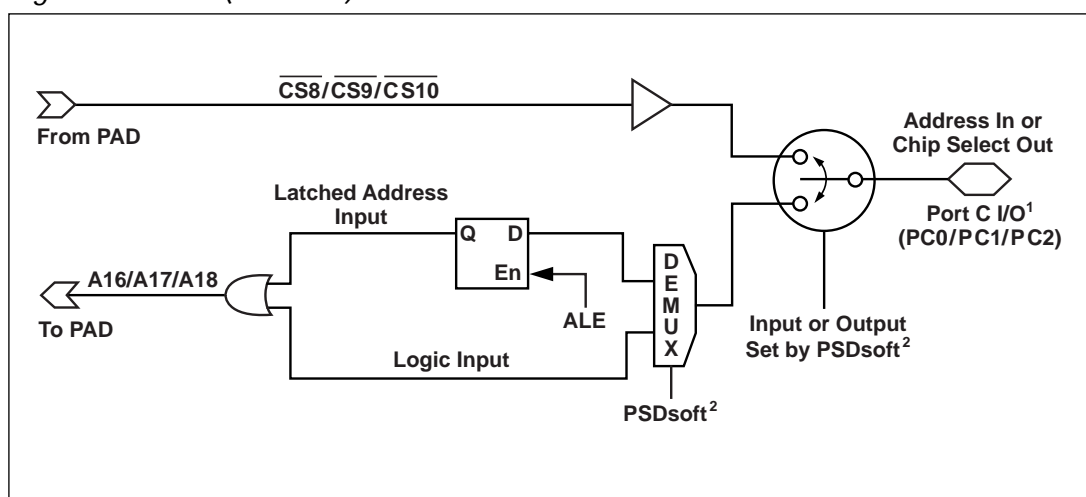 CS8/CS9/CS10
From PAD
Address In or
Chip Select Out
Port C I/O1
(PC0/PC1/PC2)
Latched Address
Input
Q D
En
ALE
A16/A17/A18
To PAD
Logic Input
DEMUX
PSDsoft2
Input or Output
Set by PSDsoft2